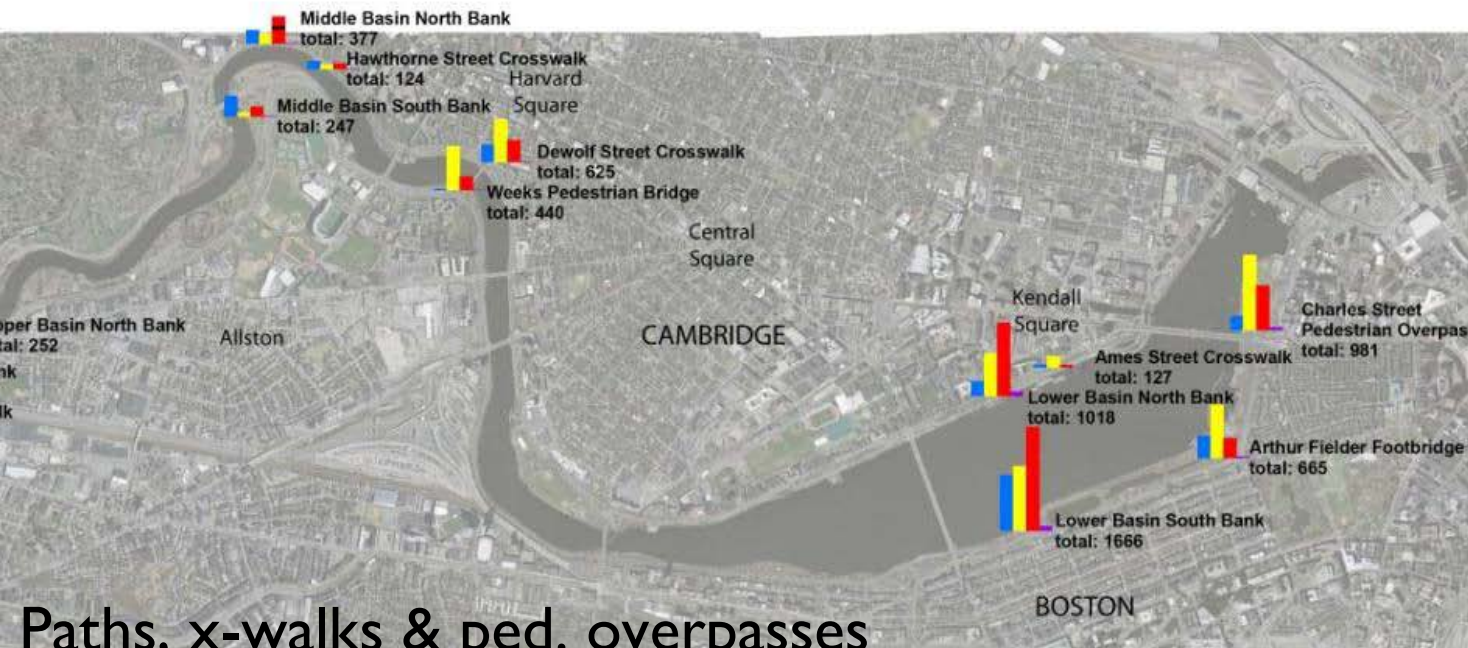 Middle Basin North Bank
total: 377
Hawthorne Street Crosswalk
total: 124
Harvard
Square
Middle Basin South Bank
total: 247
Dewolf Street Crosswalk
total: 625
Weeks Pedestrian Bridge
total: 440
Central
Square
Kendall
Square
Charles Street
Pedestrian Overpas
total: 981
pper Basin North Bank
tal: 252
nk
lk
Allston
CAMBRIDGE
Ames Street Crosswalk
total: 127
Lower Basin North Bank
total: 1018
Arthur Fielder Footbridge
total: 665
Lower Basin South Bank
total: 1666
BOSTON
Paths, x-walks & ped. overpasses